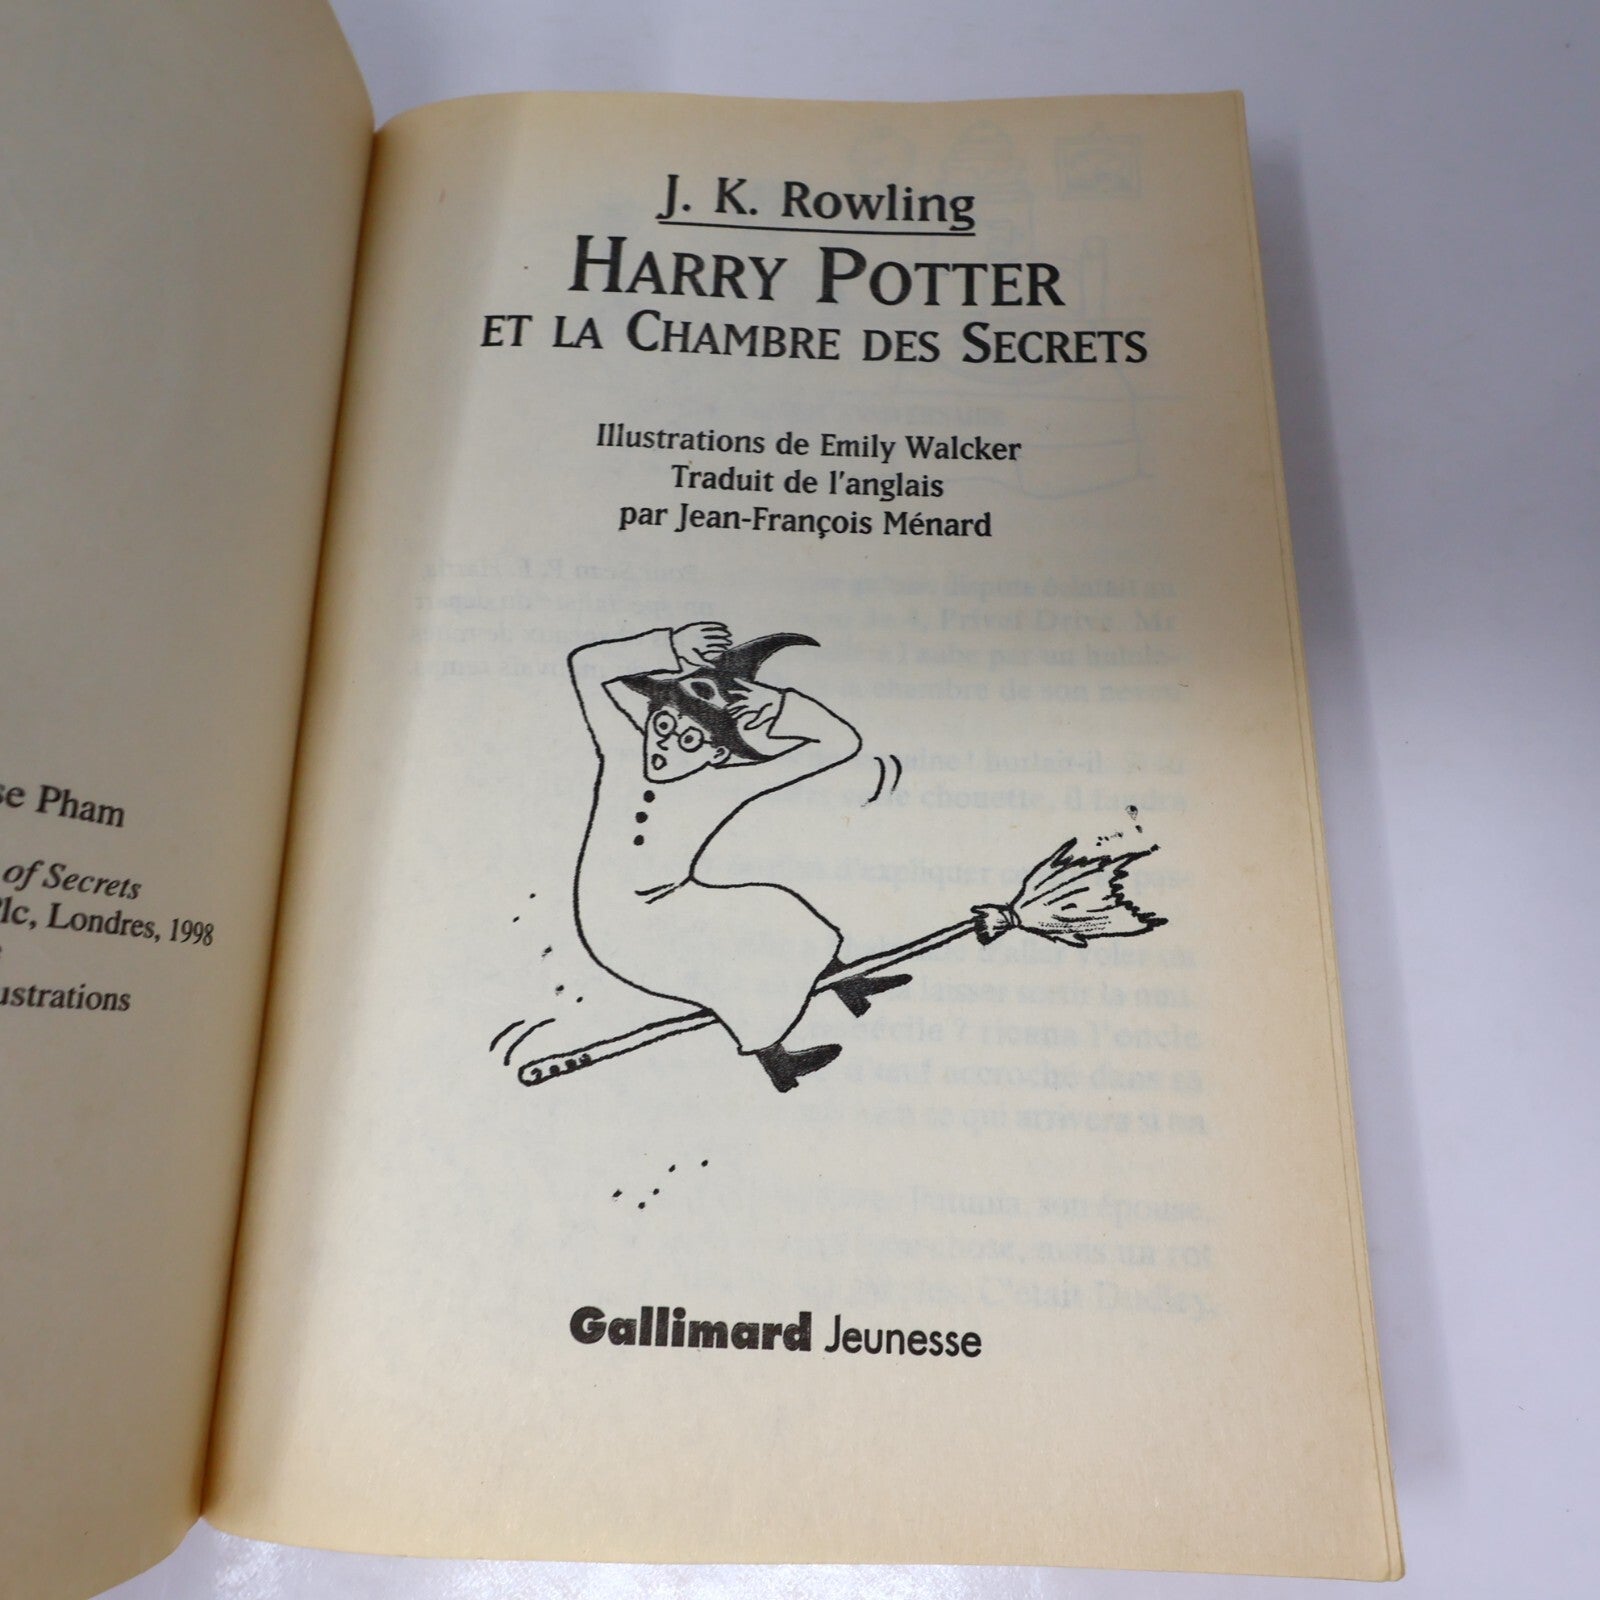 se Pham
of Secrets
Plc, Londres, 1998
ustrations
J. K. Rowling
HARRY POTTER
ET LA CHAMBRE DES SECRETS
Illustrations de Emily Walcker
Traduit de l'anglais
par Jean-François Ménard
Gallimard Jeunesse